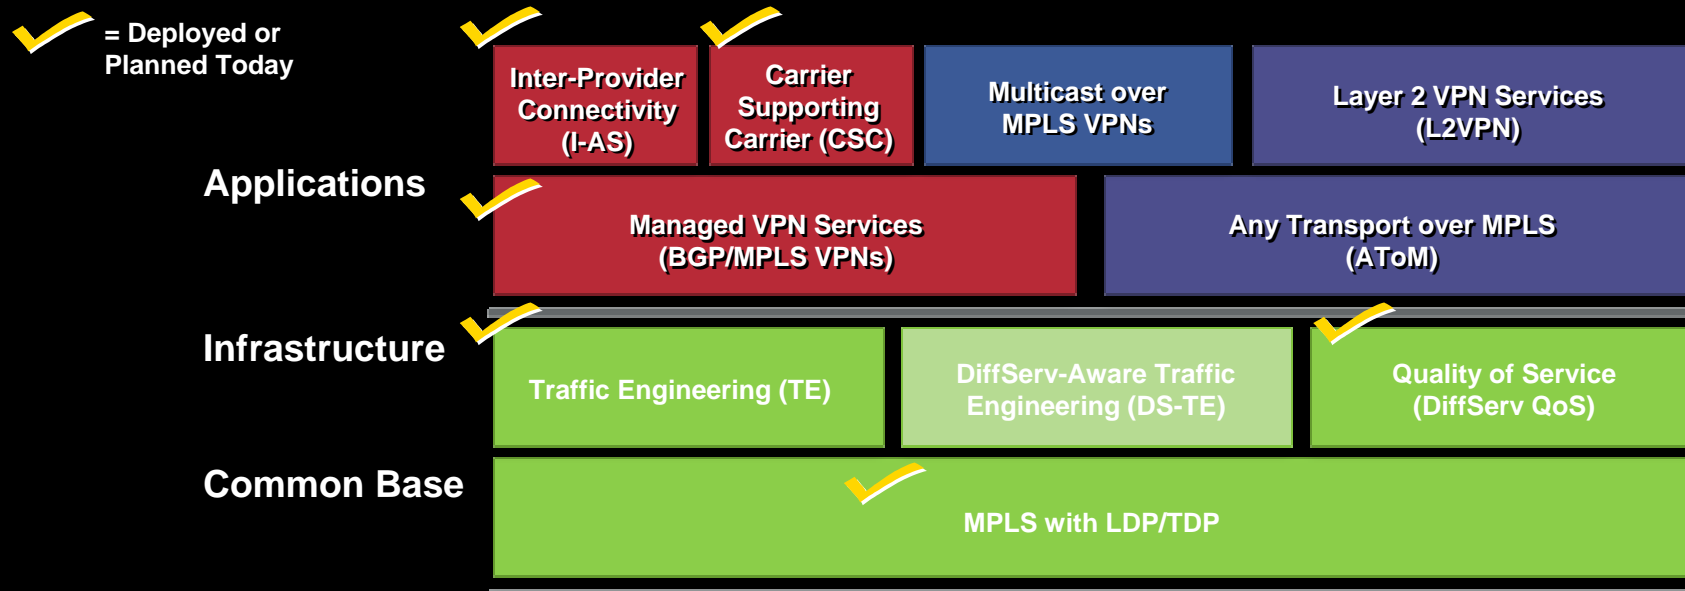 = Deployed or
Planned Today
Inter-Provider
Connectivity
(I-AS)
Carrier
Supporting
Carrier (CSC)
Multicast over
MPLS VPNs
Layer 2 VPN Services
(L2VPN)
Applications
Managed VPN Services
(BGP/MPLS VPNs)
Any Transport over MPLS
(AToM)
Infrastructure
Traffic Engineering (TE)
DiffServ-Aware Traffic
Engineering (DS-TE)
Quality of Service
(DiffServ QoS)
Common Base
MPLS with LDP/TDP